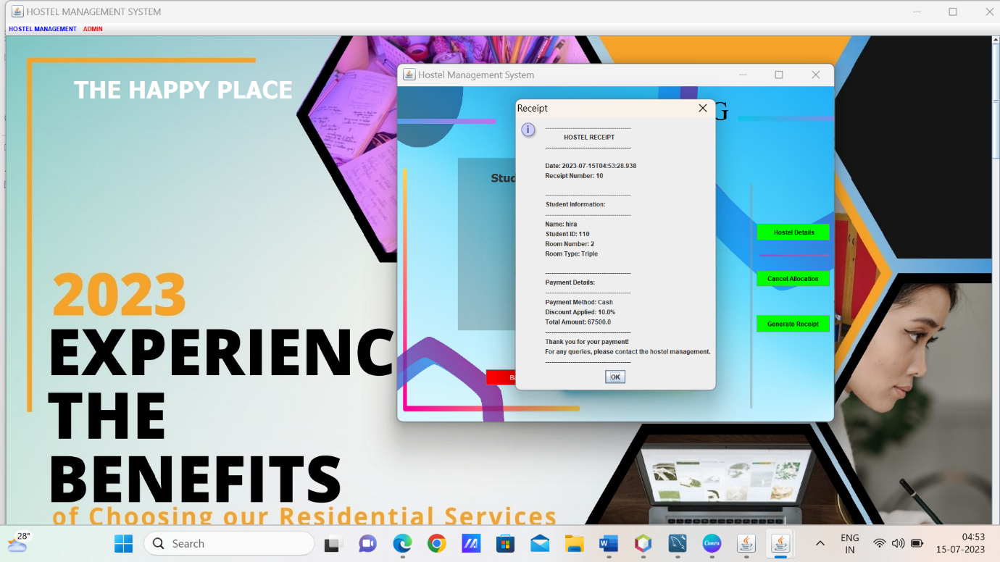 HOSTEL MANAGEMENT SYSTEM
HOSTEL MANAGEMENT ADMIN
THE HAPPY PLACE
2023
EXPERIENC
THE
BENEFITS
of Choosing our Residential Services
Hostel Management System
G
Stud
Hostel Details
Cancel Allocation
Generate Receipt
Ba
Receipt
---------------------------------------
HOSTEL RECEIPT
---------------------------------------
Date: 2023-07-15T04:53:28.938
Receipt Number: 10
---------------------------------------
Student Information:
---------------------------------------
Name: hira
Student ID: 110
Room Number: 2
Room Type: Triple
---------------------------------------
Payment Details:
---------------------------------------
Payment Method: Cash
Discount Applied: 10.0%
Total Amount: 67500.0
---------------------------------------
Thank you for your payment!
For any queries, please contact the hostel management.
---------------------------------------
OK
28°
Search
W
Canva
ENG
IN
04:53
15-07-2023